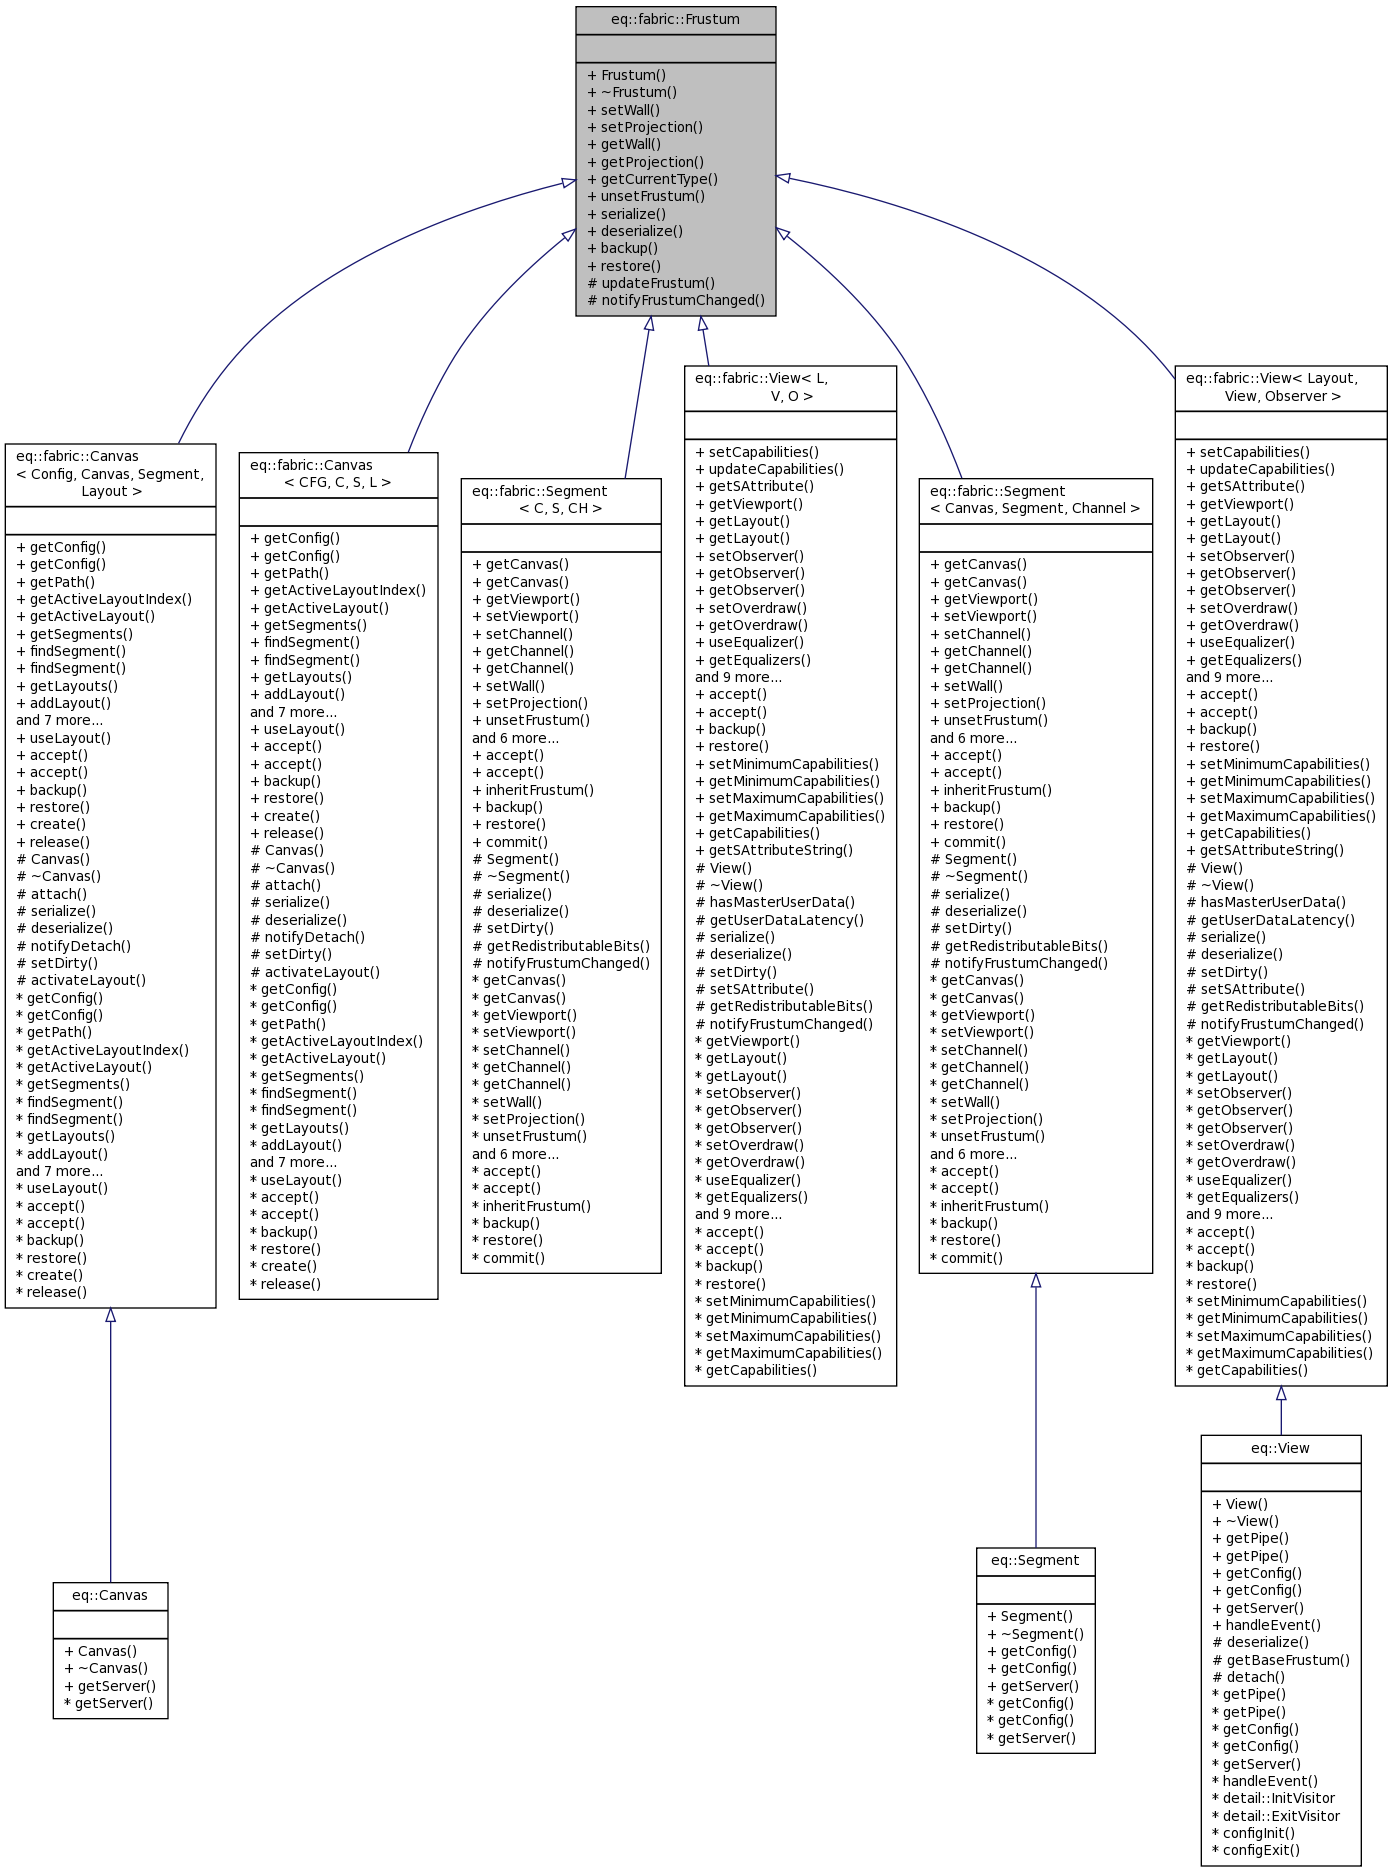 eq::fabric::Frustum
+ Frustum()
+ ~Frustum()
+ setWall()
+ setProjection()
+ getWall()
+ getProjection()
+ getCurrentType()
+ unsetFrustum()
+ serialize()
+ deserialize()
+ backup()
+ restore()
# updateFrustum()
# notifyFrustumChanged()
eq::fabric::Canvas
< Config, Canvas, Segment,
Layout >
+ getConfig()
+ getConfig()
+ getPath()
+ getActiveLayoutIndex()
+ getActiveLayout()
+ getSegments()
+ findSegment()
+ findSegment()
+ getLayouts()
+ addLayout()
and 7 more...
+ useLayout()
+ accept()
+ accept()
+ backup()
+ restore()
+ create()
+ release()
# Canvas()
# ~Canvas()
# attach()
# serialize()
# deserialize()
# notifyDetach()
# setDirty()
# activateLayout()
* getConfig()
* getConfig()
* getPath()
* getActiveLayoutIndex()
* getActiveLayout()
* getSegments()
* findSegment()
* findSegment()
* getLayouts()
* addLayout()
and 7 more...
* useLayout()
* accept()
* accept()
* backup()
* restore()
* create()
* release()
eq::fabric::Canvas
< CFG, C, S, L >
+ getConfig()
+ getConfig()
+ getPath()
+ getActiveLayoutIndex()
+ getActiveLayout()
+ getSegments()
+ findSegment()
+ findSegment()
+ getLayouts()
+ addLayout()
and 7 more...
+ useLayout()
+ accept()
+ accept()
+ backup()
+ restore()
+ create()
+ release()
# Canvas()
# ~Canvas()
# attach()
# serialize()
# deserialize()
# notifyDetach()
# setDirty()
# activateLayout()
* getConfig()
* getConfig()
* getPath()
* getActiveLayoutIndex()
* getActiveLayout()
* getSegments()
* findSegment()
* findSegment()
* getLayouts()
* addLayout()
and 7 more...
* useLayout()
* accept()
* accept()
* backup()
* restore()
* create()
* release()
eq::fabric::Segment
< C, S, CH >
+ getCanvas()
+ getCanvas()
+ getViewport()
+ setViewport()
+ setChannel()
+ getChannel()
+ getChannel()
+ setWall()
+ setProjection()
+ unsetFrustum()
and 6 more...
+ accept()
+ accept()
+ inheritFrustum()
+ backup()
+ restore()
+ commit()
# Segment()
# ~Segment()
# serialize()
# deserialize()
# setDirty()
# getRedistributableBits()
# notifyFrustumChanged()
* getCanvas()
* getCanvas()
* getViewport()
* setViewport()
* setChannel()
* getChannel()
* getChannel()
* setWall()
* setProjection()
* unsetFrustum()
and 6 more...
* accept()
* accept()
* inheritFrustum()
* backup()
* restore()
* commit()
eq::fabric::View< L,
V, O >
+ setCapabilities()
+ updateCapabilities()
+ getSAttribute()
+ getViewport()
+ getLayout()
+ getLayout()
+ setObserver()
+ getObserver()
+ getObserver()
+ setOverdraw()
+ getOverdraw()
+ useEqualizer()
+ getEqualizers()
and 9 more...
+ accept()
+ accept()
+ backup()
+ restore()
+ setMinimumCapabilities()
+ getMinimumCapabilities()
+ setMaximumCapabilities()
+ getMaximumCapabilities()
+ getCapabilities()
+ getSAttributeString()
# View()
# ~View()
# hasMasterUserData()
# getUserDataLatency()
# serialize()
# deserialize()
# setDirty()
# setSAttribute()
# getRedistributableBits()
# notifyFrustumChanged()
* getViewport()
* getLayout()
* getLayout()
* setObserver()
* getObserver()
* getObserver()
* setOverdraw()
* getOverdraw()
* useEqualizer()
* getEqualizers()
and 9 more...
* accept()
* accept()
* backup()
* restore()
* setMinimumCapabilities()
* getMinimumCapabilities()
* setMaximumCapabilities()
* getMaximumCapabilities()
* getCapabilities()
eq::fabric::Segment
< Canvas, Segment, Channel >
+ getCanvas()
+ getCanvas()
+ getViewport()
+ setViewport()
+ setChannel()
+ getChannel()
+ getChannel()
+ setWall()
+ setProjection()
+ unsetFrustum()
and 6 more...
+ accept()
+ accept()
+ inheritFrustum()
+ backup()
+ restore()
+ commit()
# Segment()
# ~Segment()
# serialize()
# deserialize()
# setDirty()
# getRedistributableBits()
# notifyFrustumChanged()
* getCanvas()
* getCanvas()
* getViewport()
* setViewport()
* setChannel()
* getChannel()
* getChannel()
* setWall()
* setProjection()
* unsetFrustum()
and 6 more...
* accept()
* accept()
* inheritFrustum()
* backup()
* restore()
* commit()
eq::fabric::View< Layout,
View, Observer >
+ setCapabilities()
+ updateCapabilities()
+ getSAttribute()
+ getViewport()
+ getLayout()
+ getLayout()
+ setObserver()
+ getObserver()
+ getObserver()
+ setOverdraw()
+ getOverdraw()
+ useEqualizer()
+ getEqualizers()
and 9 more...
+ accept()
+ accept()
+ backup()
+ restore()
+ setMinimumCapabilities()
+ getMinimumCapabilities()
+ setMaximumCapabilities()
+ getMaximumCapabilities()
+ getCapabilities()
+ getSAttributeString()
# View()
# ~View()
# hasMasterUserData()
# getUserDataLatency()
# serialize()
# deserialize()
# setDirty()
# setSAttribute()
# getRedistributableBits()
# notifyFrustumChanged()
* getViewport()
* getLayout()
* getLayout()
* setObserver()
* getObserver()
* getObserver()
* setOverdraw()
* getOverdraw()
* useEqualizer()
* getEqualizers()
and 9 more...
* accept()
* accept()
* backup()
* restore()
* setMinimumCapabilities()
* getMinimumCapabilities()
* setMaximumCapabilities()
* getMaximumCapabilities()
* getCapabilities()
eq::Canvas
+ Canvas()
+ ~Canvas()
+ getServer()
* getServer()
eq::Segment
+ Segment()
+ ~Segment()
+ getConfig()
+ getConfig()
+ getServer()
* getConfig()
* getConfig()
* getServer()
eq::View
+ View()
+ ~View()
+ getPipe()
+ getPipe()
+ getConfig()
+ getConfig()
+ getServer()
+ handleEvent()
# deserialize()
# getBaseFrustum()
# detach()
* getPipe()
* getPipe()
* getConfig()
* getConfig()
* getServer()
* handleEvent()
* detail::InitVisitor
* detail::ExitVisitor
* configInit()
* configExit()